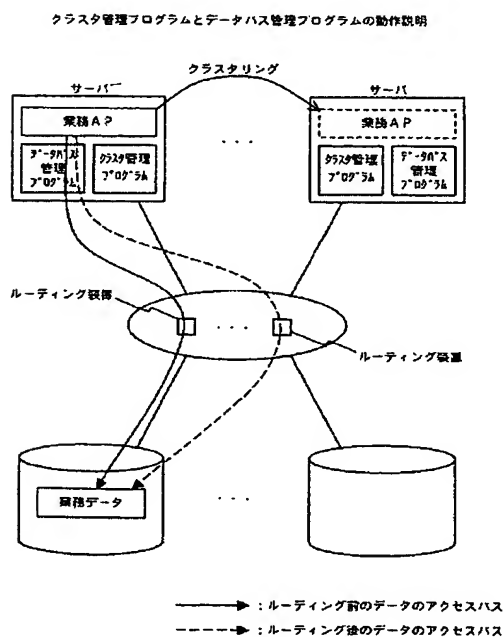 クラスタ管理プログラムとデータパス管理プログラムの動作説明
クラスタリング
サーバ
サーバ
業務AP
業務AP
データパス
管理
プログラム
クラスタ管理
プログラム
クラスタ管理
プログラム
データパス
管理
プログラム
・・・
ルーティング装置
・・・
ルーティング装置
業務データ
・・・
:ルーティング前のデータのアクセスパス
:ルーティング後のデータのアクセスパス